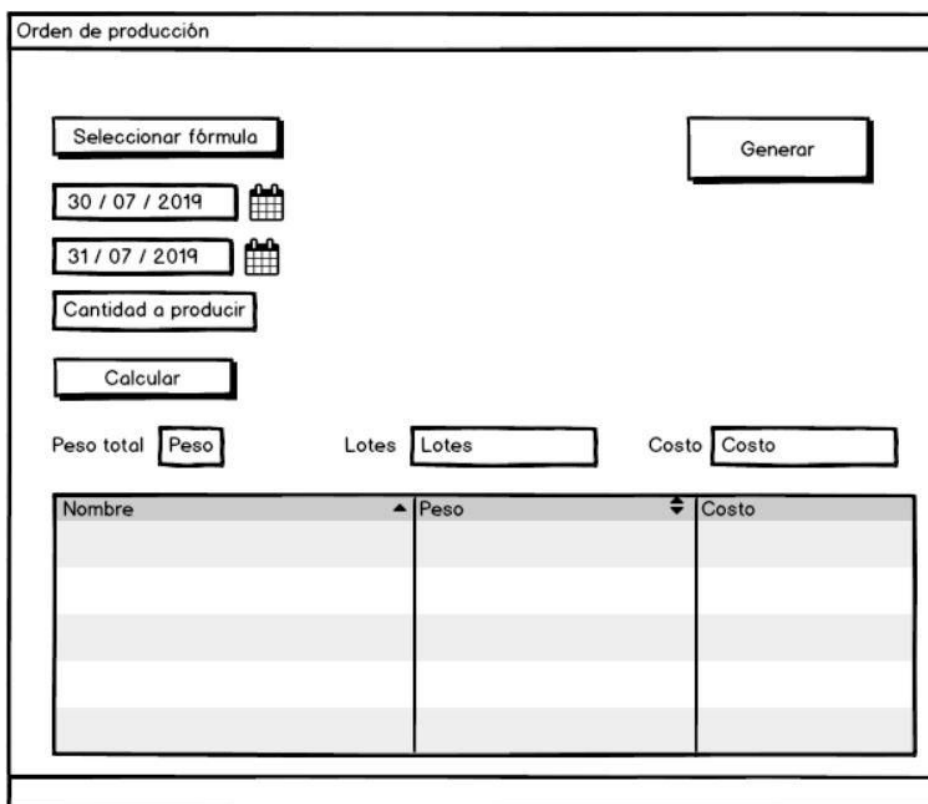 Orden de producción
Seleccionar fórmula
Generar
30 / 07 / 2019
31 / 07 / 2019
Cantidad a producir
Calcular
Peso total Peso Lotes Lotes Costo Costo
Nombre Peso Costo